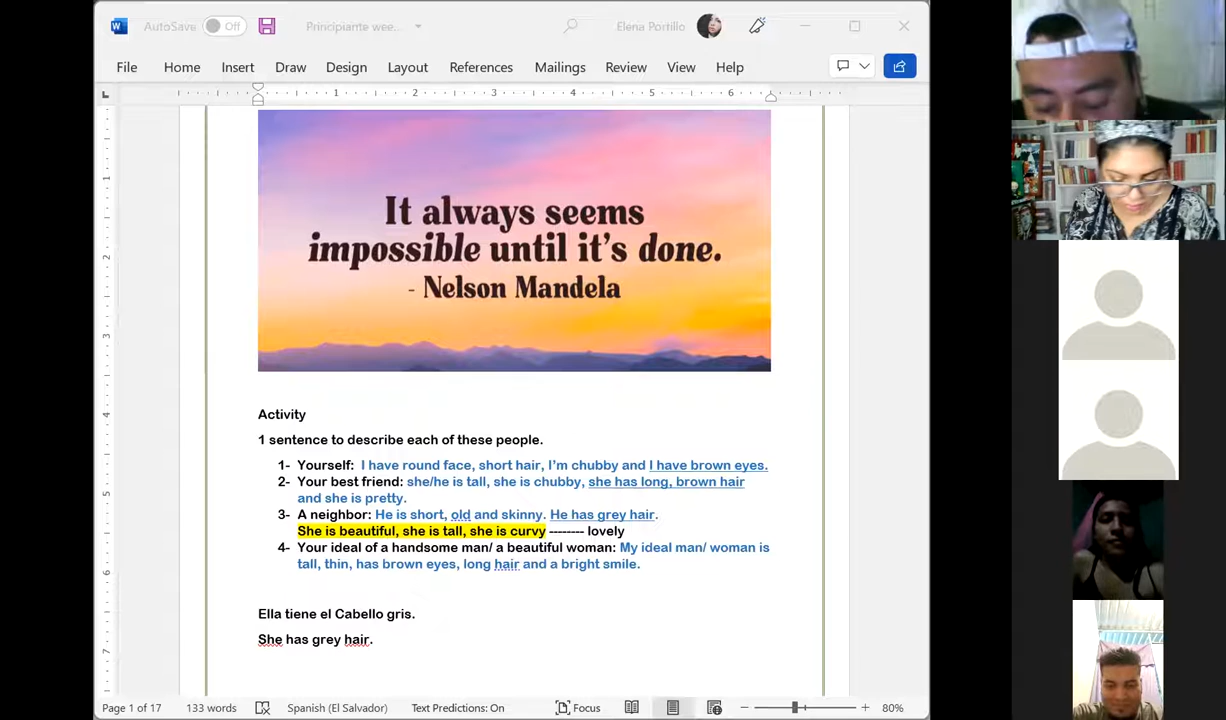 AutoSave Off Principiante wee... Elena Portillo
File Home Insert Draw Design Layout References Mailings Review View Help
1 2 3 4 5 6
It always seems
impossible until it's done.
- Nelson Mandela
Activity
1 sentence to describe each of these people.
1- Yourself: I have round face, short hair, I'm chubby and I have brown eyes.
2- Your best friend: she/he is tall, she is chubby, she has long, brown hair
and she is pretty.
3- A neighbor: He is short, old and skinny. He has grey hair.
She is beautiful, she is tall, she is curvy -------- lovely
4- Your ideal of a handsome man/ a beautiful woman: My ideal man/ woman is
tall, thin, has brown eyes, long hair and a bright smile.
Ella tiene el Cabello gris.
She has grey hair.
Page 1 of 17 133 words Spanish (El Salvador) Text Predictions: On Focus 80%